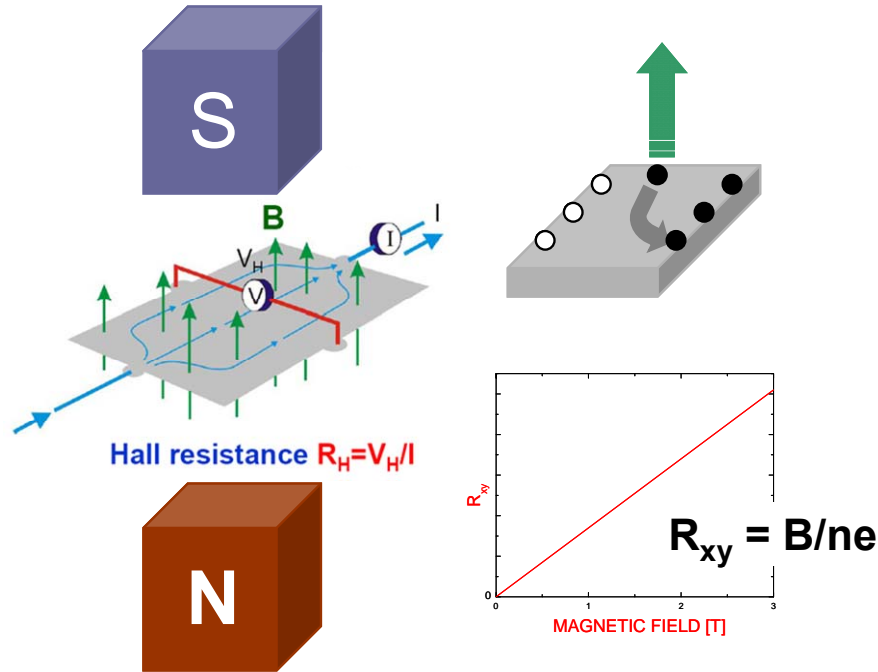 S
B
I
I
V_H
V
Hall resistance R_H=V_H/I
N
R_xy
R_xy = B/ne
0
0
1
2
3
MAGNETIC FIELD [T]